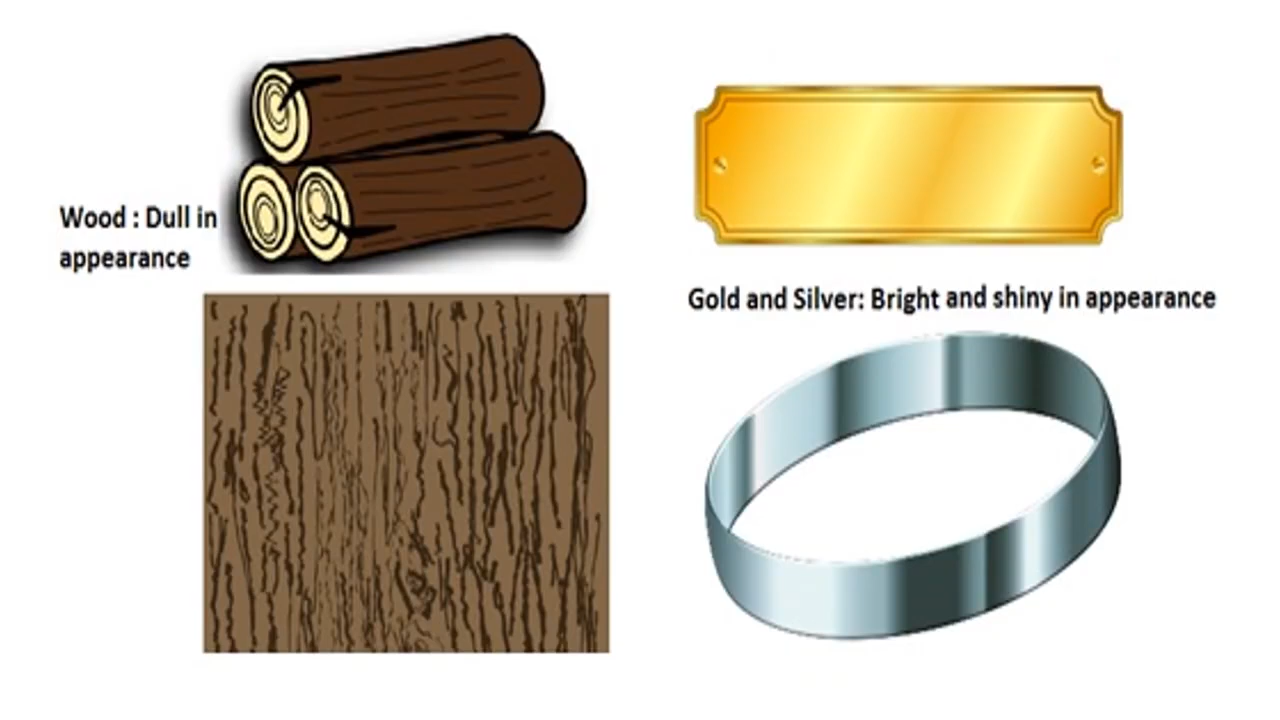 Wood : Dull in
appearance
Gold and Silver: Bright and shiny in appearance